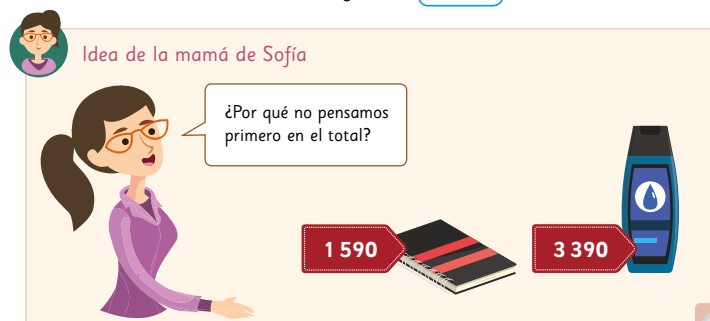 Idea de la mamá de Sofía
¿Por qué no pensamos
primero en el total?
1 590
3 390